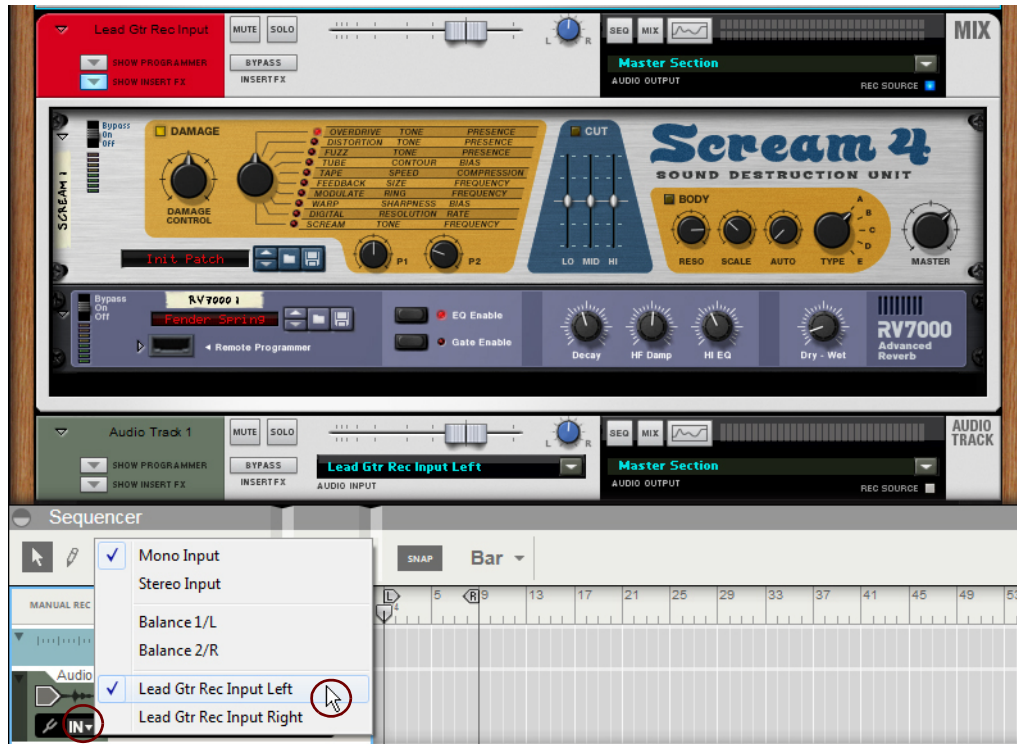 Lead Gtr Rec Input
MUTE SOLO
L R
SEQ MIX
MIX
SHOW PROGRAMMER
BYPASS
Master Section
SHOW INSERT FX
INSERT FX
AUDIO OUTPUT
REC SOURCE
Bypass
On
Off
SCREAM 1
DAMAGE
DAMAGE CONTROL
OVERDRIVE TONE PRESENCE
DISTORTION TONE PRESENCE
FUZZ TONE PRESENCE
TUBE CONTOUR BIAS
TAPE SPEED COMPRESSION
FEEDBACK SIZE FREQUENCY
MODULATE RING FREQUENCY
WARP SHARPNESS BIAS
DIGITAL RESOLUTION RATE
SCREAM TONE FREQUENCY
Init Patch
P1 P2
CUT
LO MID HI
Scream 4
SOUND DESTRUCTION UNIT
BODY
A
B
C
D
E
RESO SCALE AUTO TYPE
MASTER
Bypass
On
Off
RV7000 1
Fender Spring
Remote Programmer
EQ Enable
Gate Enable
Decay HF Damp HI EQ Dry - Wet
RV7000
Advanced
Reverb
Audio Track 1
MUTE SOLO
L R
SEQ MIX
AUDIO
TRACK
SHOW PROGRAMMER
BYPASS
Lead Gtr Rec Input Left
Master Section
SHOW INSERT FX
INSERT FX
AUDIO INPUT
AUDIO OUTPUT
REC SOURCE
Sequencer
SNAP Bar
Mono Input
Stereo Input
Balance 1/L
Balance 2/R
Lead Gtr Rec Input Left
Lead Gtr Rec Input Right
MANUAL REC
L 5 R 9 13 17 21 25 29 33 37 41 45 49 53
4
Audio
IN